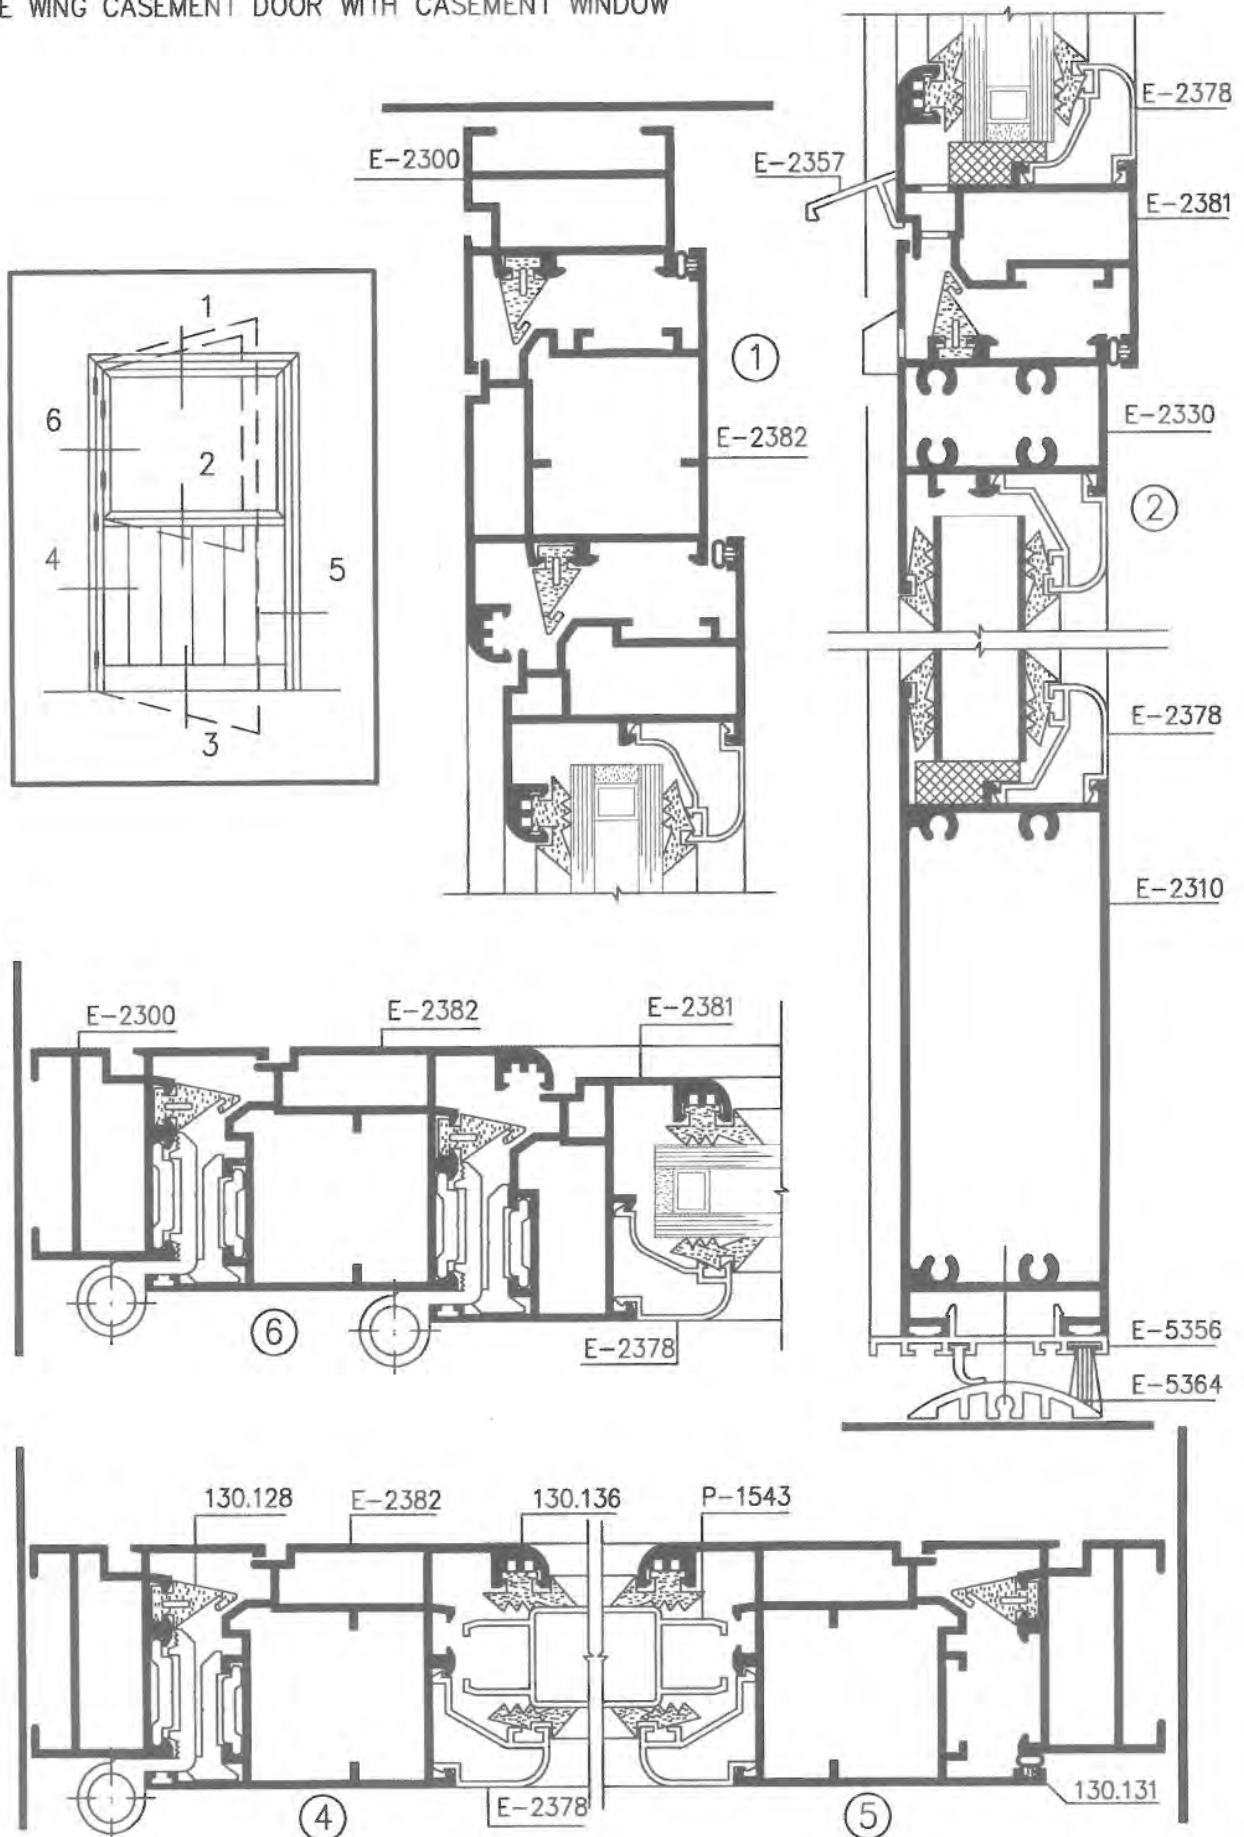 E WING CASEMENT DOOR WITH CASEMENT WINDOW
E-2300
E-2382
1
1
6
2
4
5
3
E-2378
E-2357
E-2381
E-2330
2
E-2378
E-2310
E-5356
E-5364
E-2300
E-2382
E-2381
6
E-2378
130.128
E-2382
130.136
P-1543
E-2378
130.131
4
5